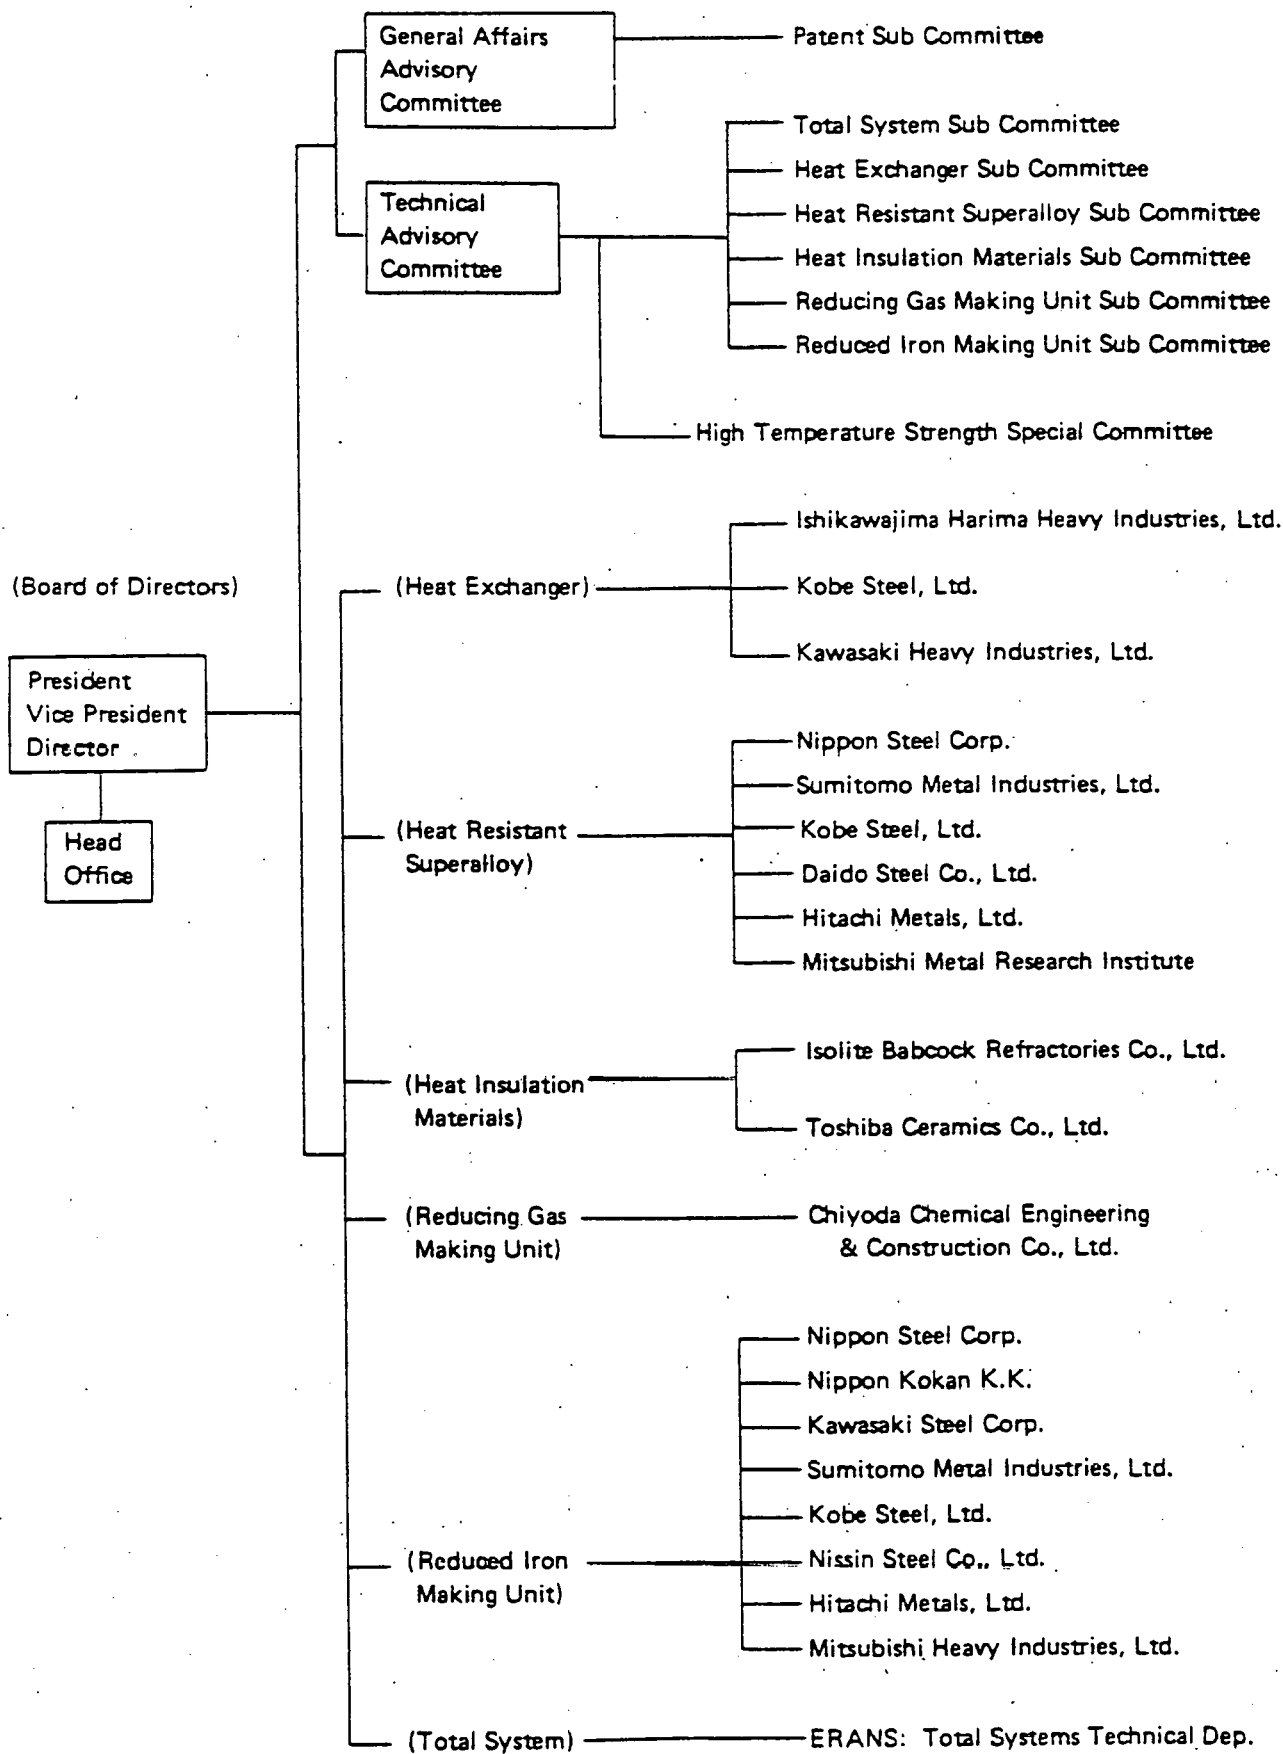 General Affairs
Advisory
Committee
Patent Sub Committee
Technical
Advisory
Committee
Total System Sub Committee
Heat Exchanger Sub Committee
Heat Resistant Superalloy Sub Committee
Heat Insulation Materials Sub Committee
Reducing Gas Making Unit Sub Committee
Reduced Iron Making Unit Sub Committee
High Temperature Strength Special Committee
(Board of Directors)
President
Vice President
Director
Head
Office
(Heat Exchanger)
Ishikawajima Harima Heavy Industries, Ltd.
Kobe Steel, Ltd.
Kawasaki Heavy Industries, Ltd.
(Heat Resistant
Superalloy)
Nippon Steel Corp.
Sumitomo Metal Industries, Ltd.
Kobe Steel, Ltd.
Daido Steel Co., Ltd.
Hitachi Metals, Ltd.
Mitsubishi Metal Research Institute
(Heat Insulation
Materials)
Isolite Babcock Refractories Co., Ltd.
Toshiba Ceramics Co., Ltd.
(Reducing Gas
Making Unit)
Chiyoda Chemical Engineering
& Construction Co., Ltd.
(Reduced Iron
Making Unit)
Nippon Steel Corp.
Nippon Kokan K.K.
Kawasaki Steel Corp.
Sumitomo Metal Industries, Ltd.
Kobe Steel, Ltd.
Nissin Steel Co., Ltd.
Hitachi Metals, Ltd.
Mitsubishi Heavy Industries, Ltd.
(Total System)
ERANS: Total Systems Technical Dep.